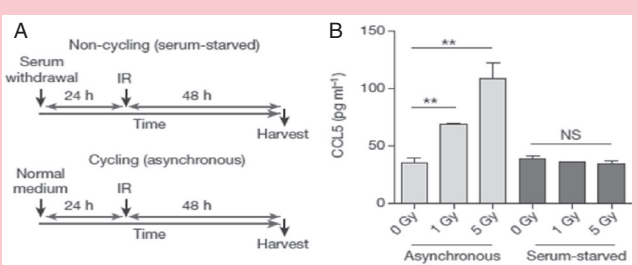 A
Non-cycling (serum-starved)
Serum
withdrawal
IR
24 h
48 h
Time
Harvest
Cycling (asynchronous)
Normal
medium
IR
24 h
48 h
Time
Harvest
B
CCL5 (pg ml⁻¹)
150
100
50
0
**
**
NS
0 Gy
1 Gy
5 Gy
0 Gy
1 Gy
5 Gy
Asynchronous
Serum-starved